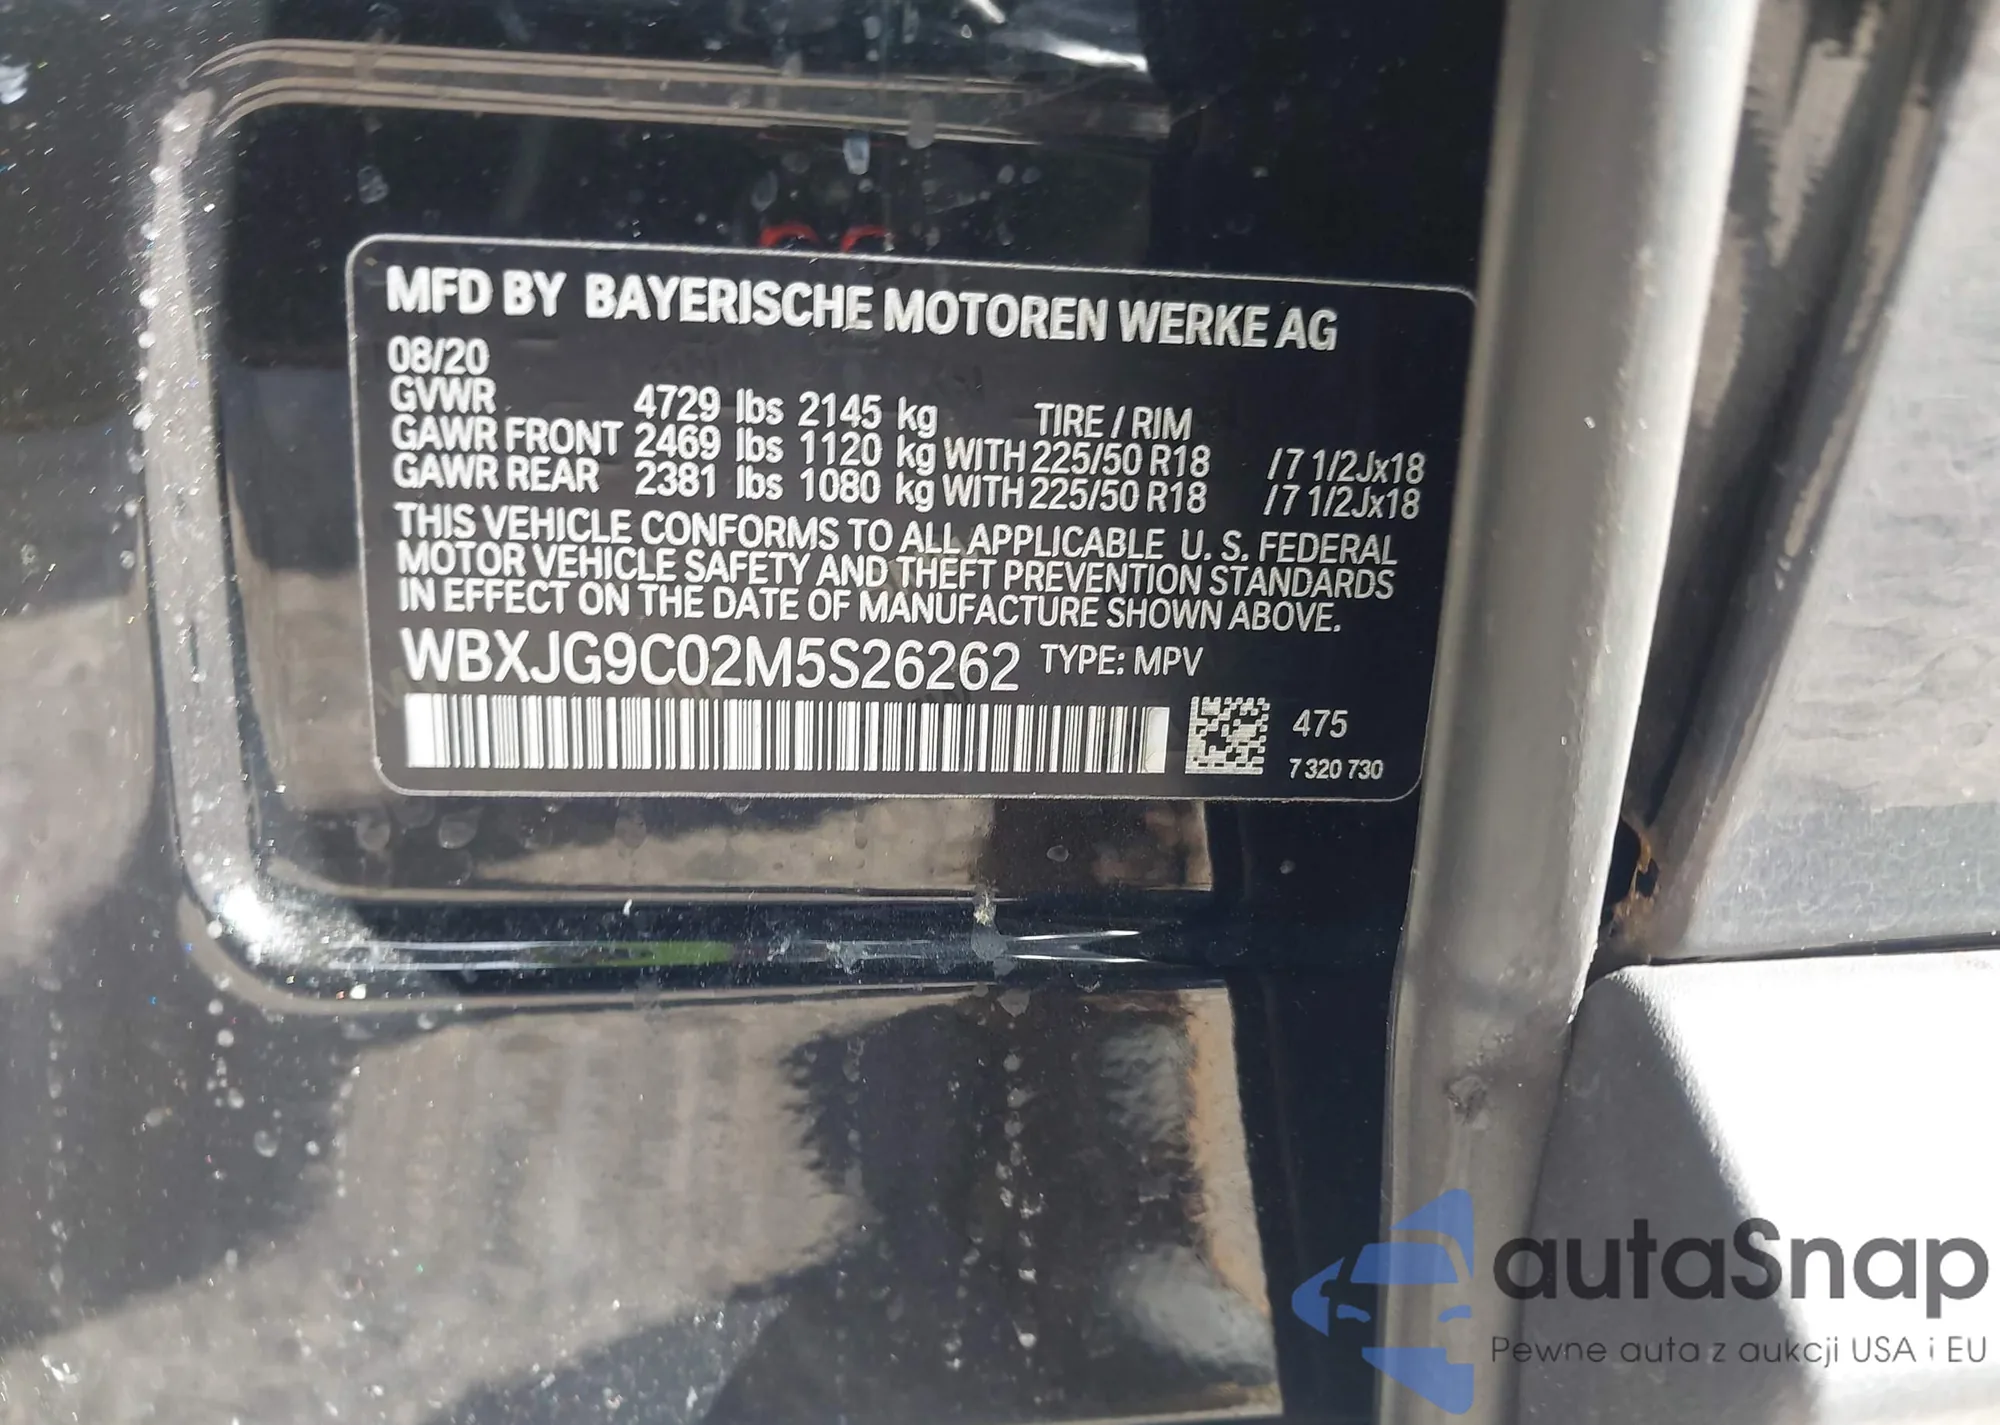 MFD BY BAYERISCHE MOTOREN WERKE AG
08/20
GVWR 4729 lbs 2145 kg TIRE / RIM
GAWR FRONT 2469 lbs 1120 kg WITH 225/50 R18 /7 1/2Jx18
GAWR REAR 2381 lbs 1080 kg WITH 225/50 R18 /7 1/2Jx18
THIS VEHICLE CONFORMS TO ALL APPLICABLE U. S. FEDERAL
MOTOR VEHICLE SAFETY AND THEFT PREVENTION STANDARDS
IN EFFECT ON THE DATE OF MANUFACTURE SHOWN ABOVE.
WBXJG9C02M5S26262 TYPE: MPV
475
7 320 730
autaSnap
Pewne auta z aukcji USA i EU